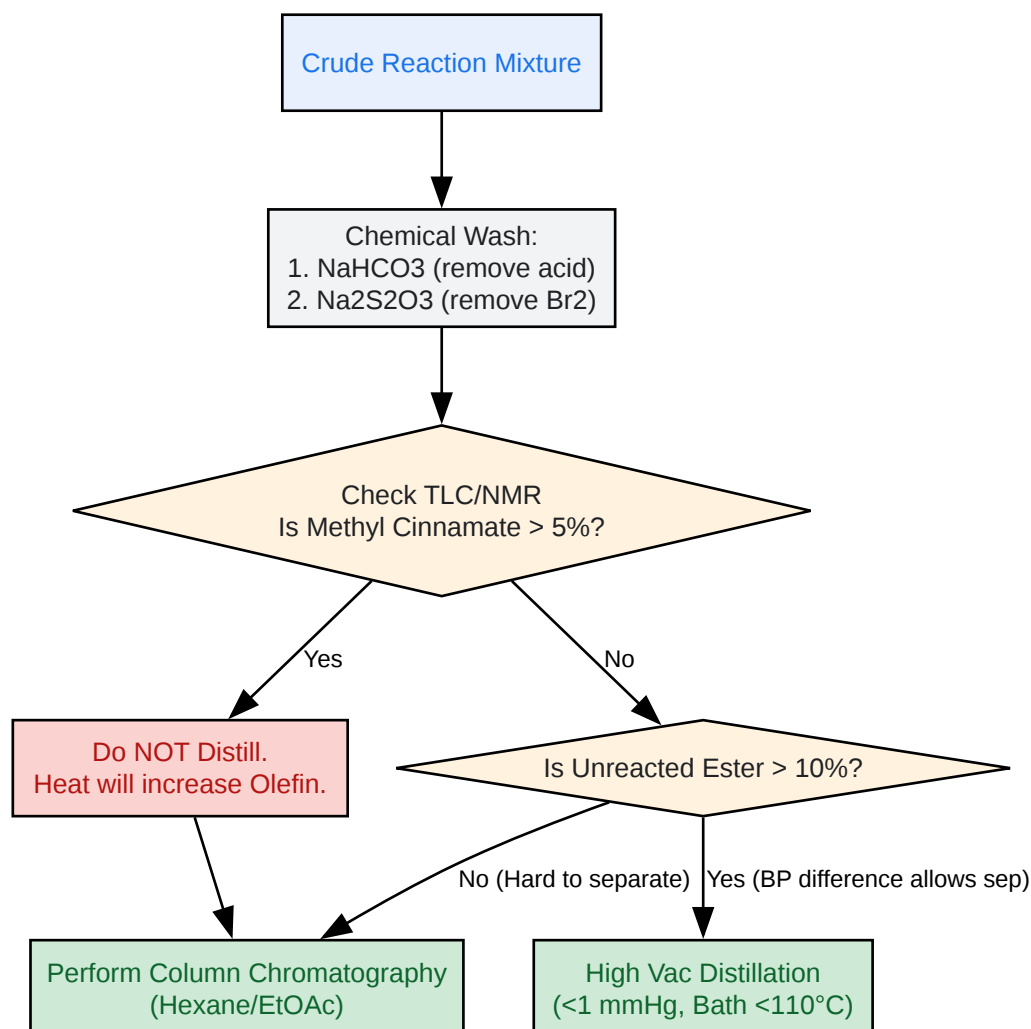 Crude Reaction Mixture
Chemical Wash:
1. NaHCO3 (remove acid)
2. Na2S2O3 (remove Br2)
Check TLC/NMR
Is Methyl Cinnamate > 5%?
Yes
No
Do NOT Distill.
Heat will increase Olefin.
Is Unreacted Ester > 10%?
No (Hard to separate)
Yes (BP difference allows sep)
Perform Column Chromatography
(Hexane/EtOAc)
High Vac Distillation
(<1 mmHg, Bath <110°C)